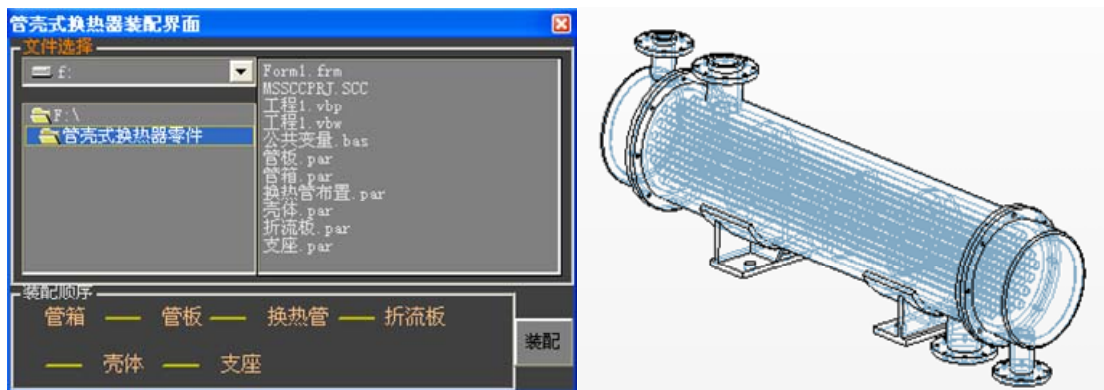 管壳式换热器装配界面
文件选择
f:
F:\
管壳式换热器零件
Form1.frm
MSSCCPRJ.SCC
工程1.vbp
工程1.vbw
公共变量.bas
管板.par
管箱.par
换热管布置.par
壳体.par
折流板.par
支座.par
装配顺序
管箱 — 管板 — 换热管 — 折流板
— 壳体 — 支座
装配